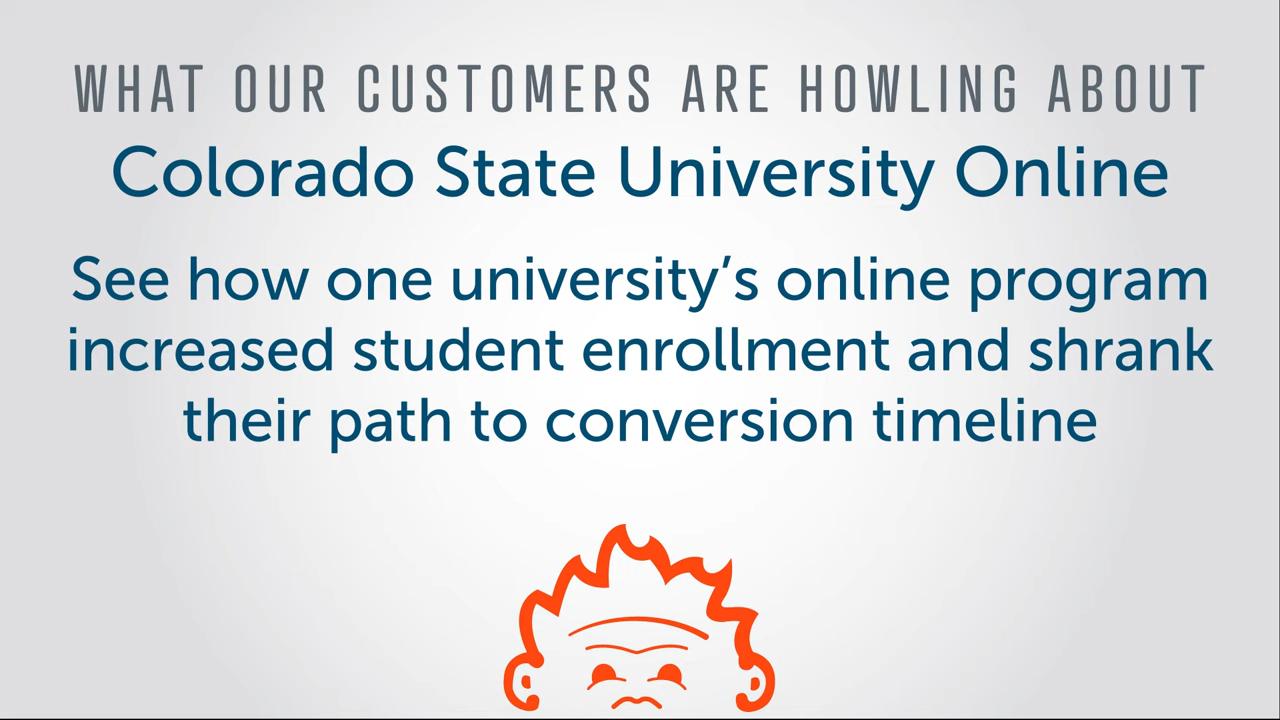 WHAT OUR CUSTOMERS ARE HOWLING ABOUT
Colorado State University Online
See how one university’s online program
increased student enrollment and shrank
their path to conversion timeline